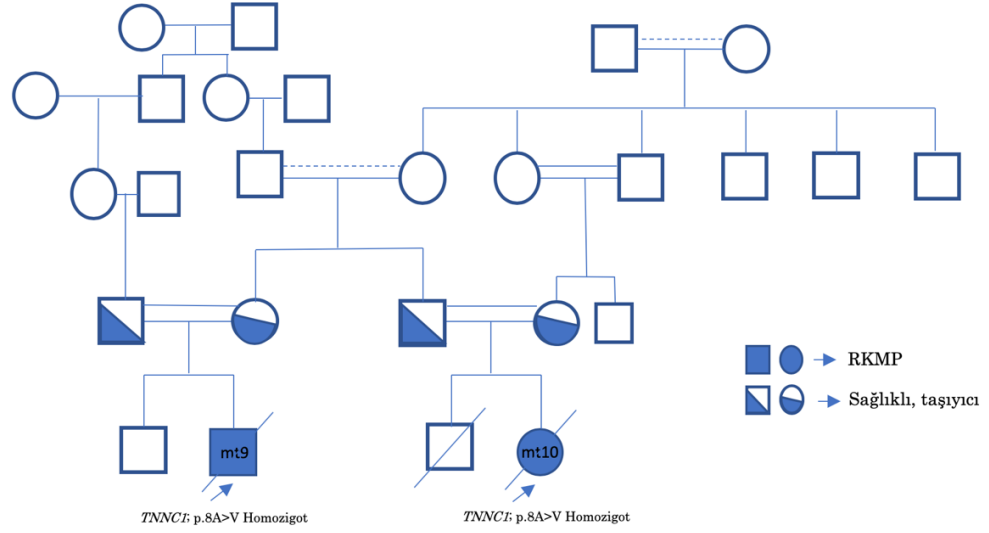 RKMP
Sağlıklı, taşıyıcı
mt9
mt10
TNNC1; p.8A>V Homozigot
TNNC1; p.8A>V Homozigot